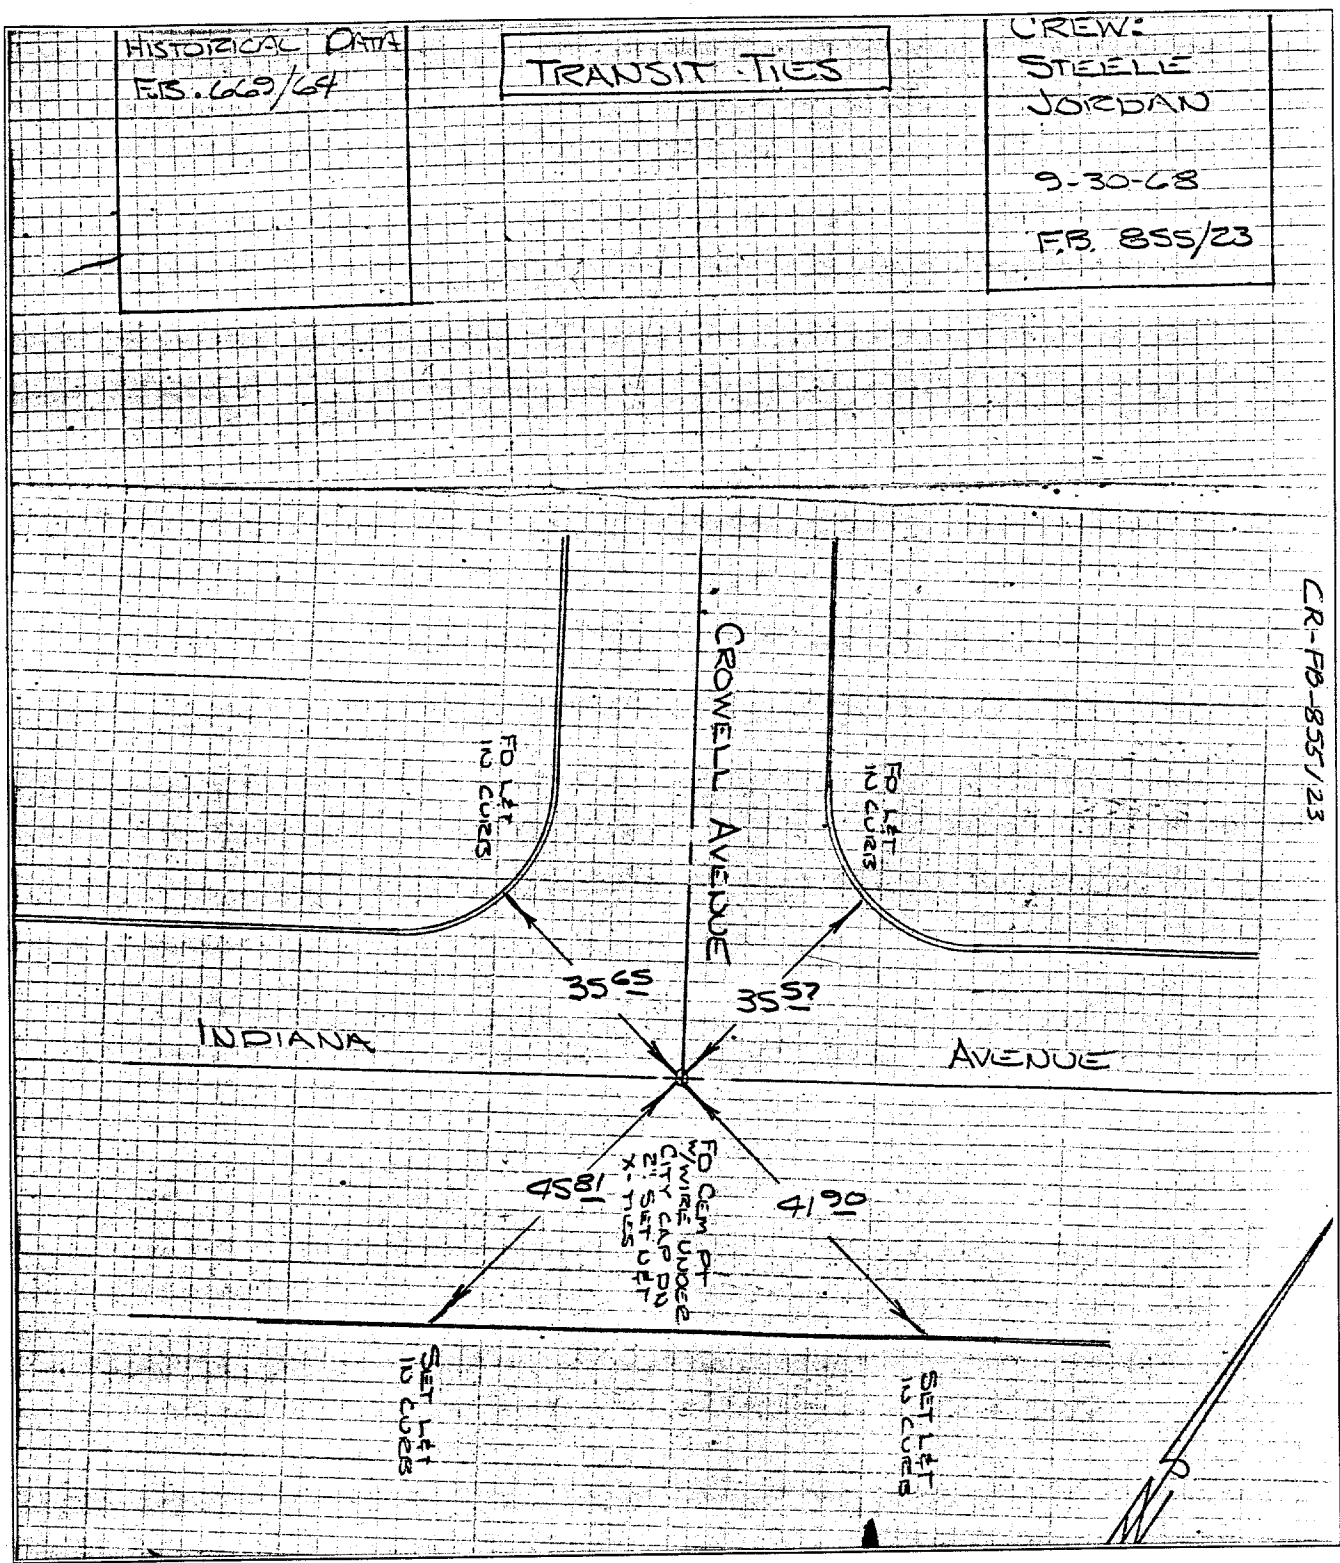 HISTORICAL DATA
F.B. 669/64
TRANSIT TIES
CREW:
STEELE
JORDAN
9-30-68
F.B. 855/23
CR-FB-855/23
CROWELL AVENUE
FD L&T
IN CURB
FD L&T
IN CURB
35 65
35 57
INDIANA
AVENUE
45 81
41 90
FD CEM PT
W/WIRE UNDER
CITY CAP DN
2". SET L&T
X-TIES
SET L&T
IN CURB
SET L&T
IN CURB